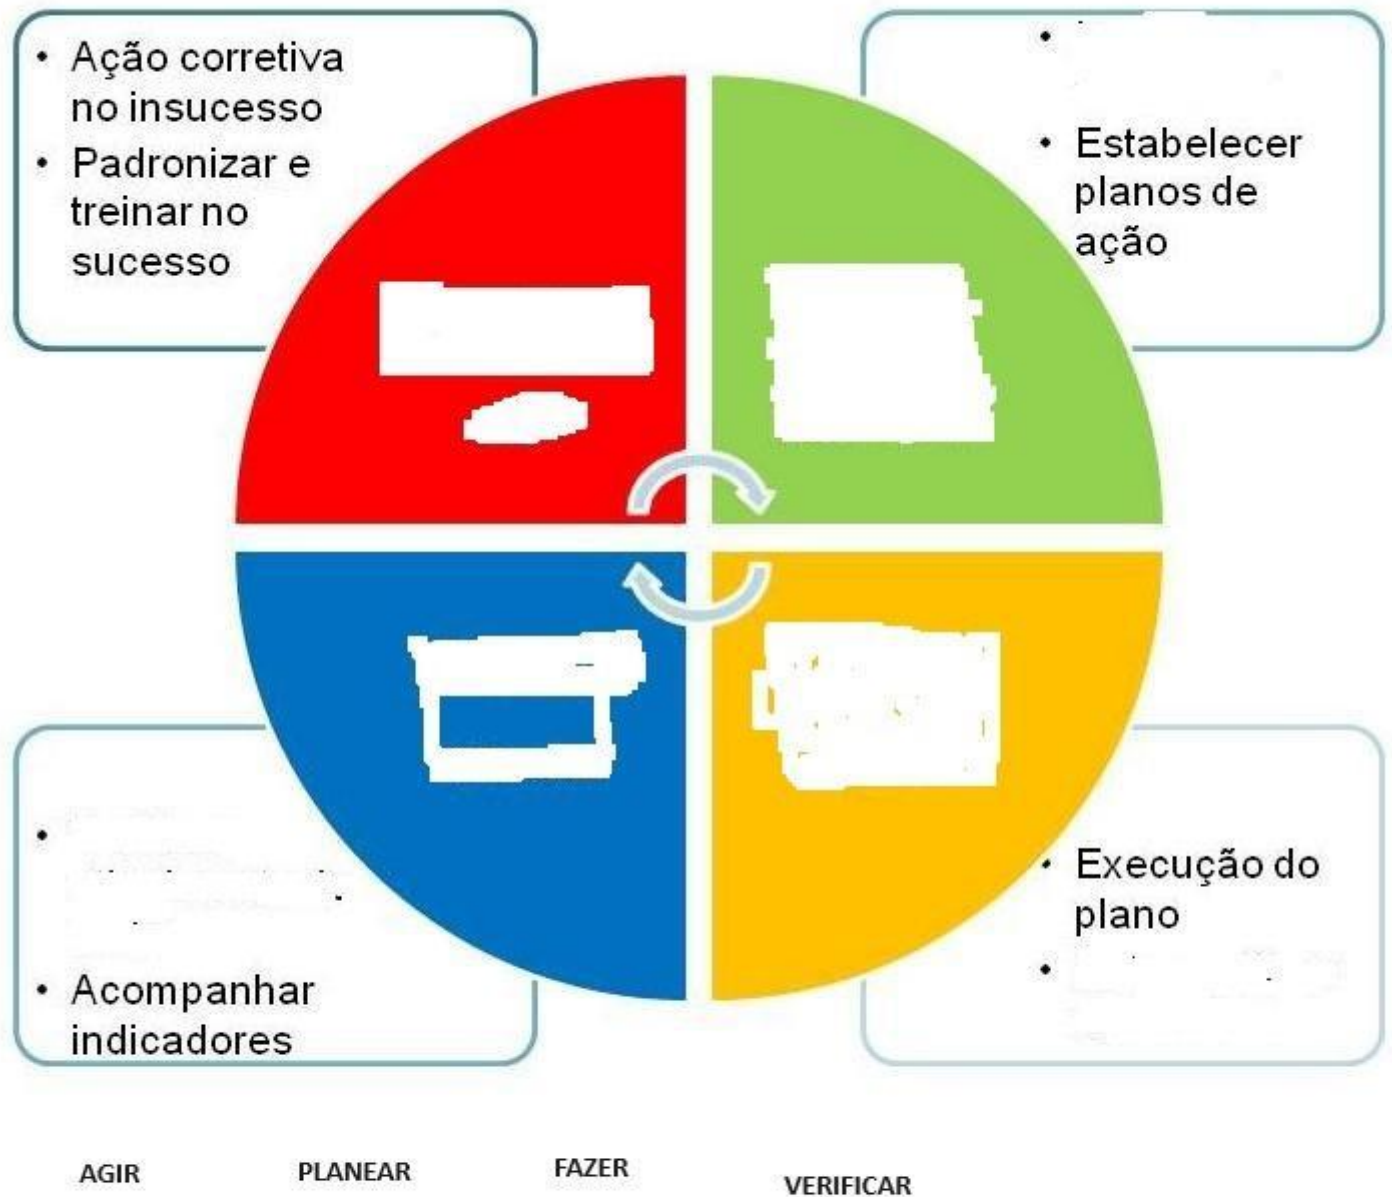 • Ação corretiva
no insucesso
• Padronizar e
treinar no
sucesso
• Estabelecer
planos de
ação
• Acompanhar
indicadores
• Execução do
plano
AGIR
PLANEAR
FAZER
VERIFICAR